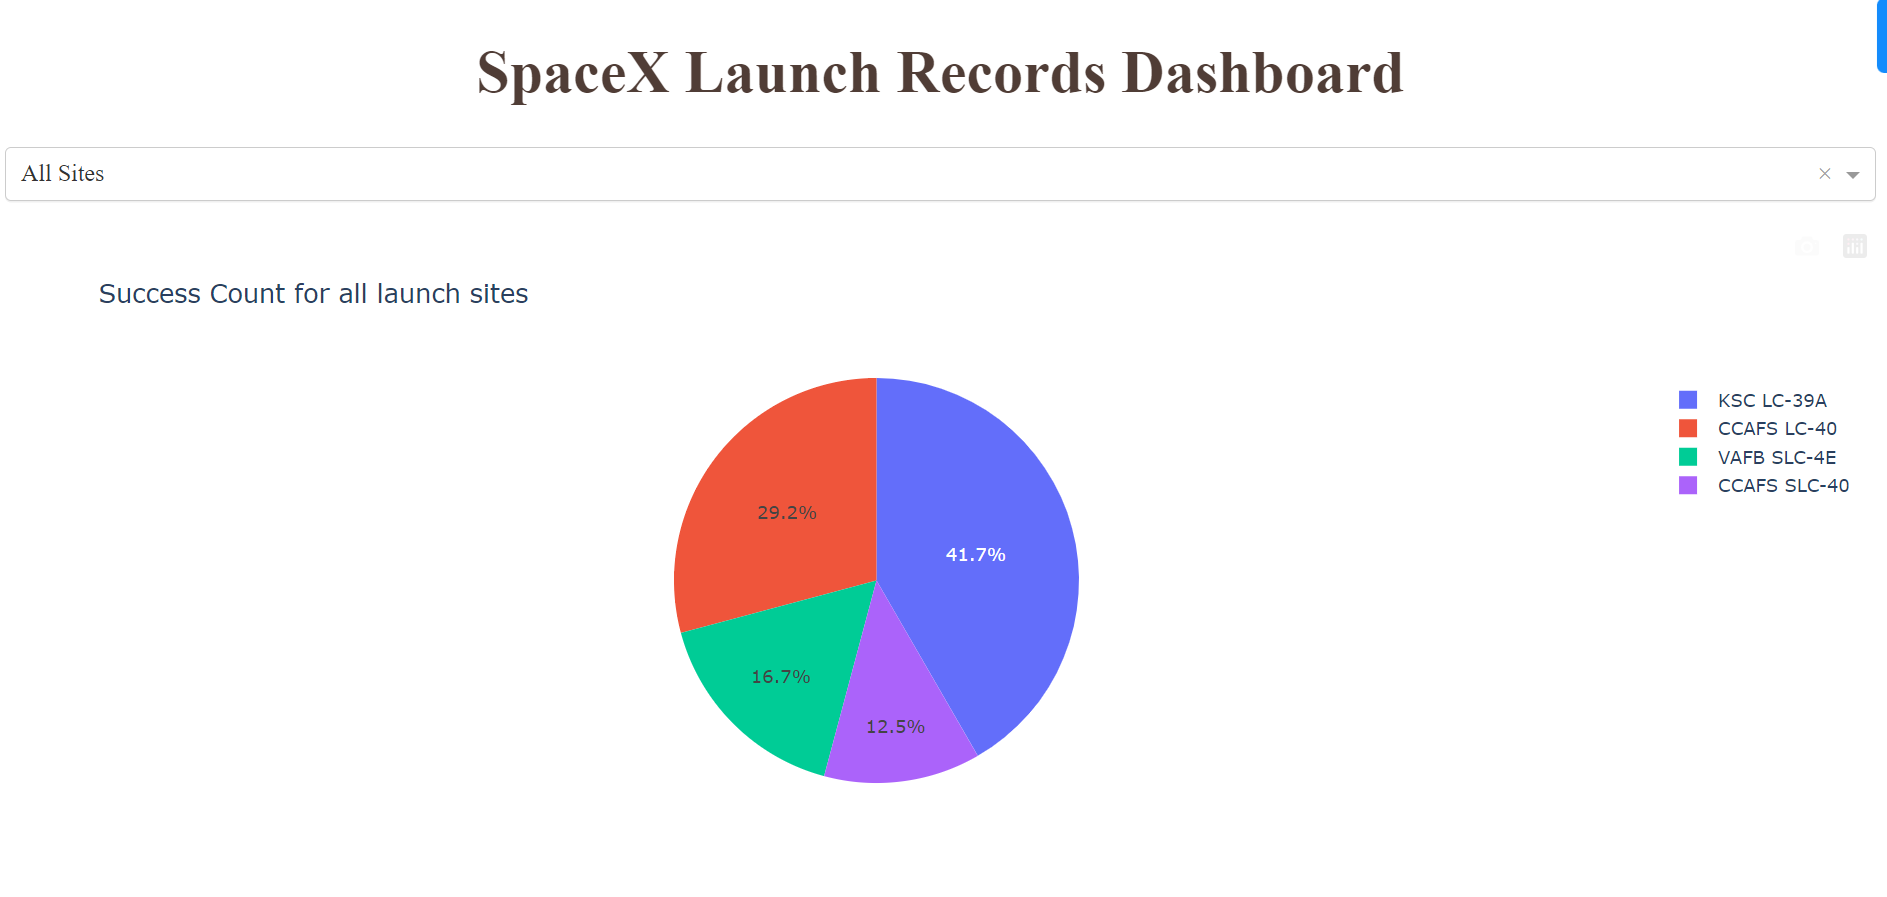 SpaceX Launch Records Dashboard
All Sites
Success Count for all launch sites
KSC LC-39A
CCAFS LC-40
VAFB SLC-4E
CCAFS SLC-40
29.2%
41.7%
16.7%
12.5%